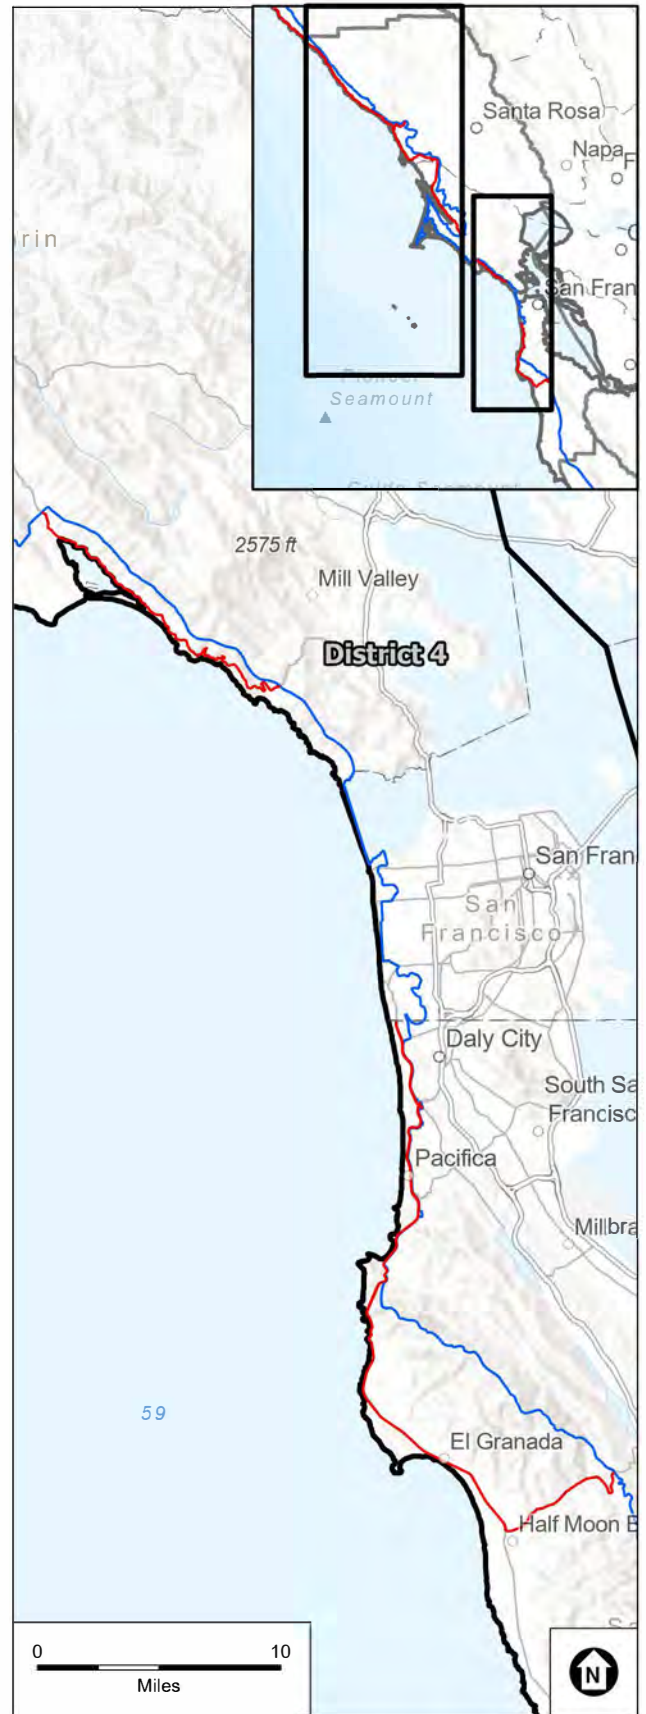 Santa Rosa
Napa
F
San Fran
Seamount
rin
2575 ft
Mill Valley
District 4
San Fran
San
Francisco
Daly City
South Sa
Francisc
Pacifica
Millbra
59
El Granada
Half Moon B
0 10
Miles
N